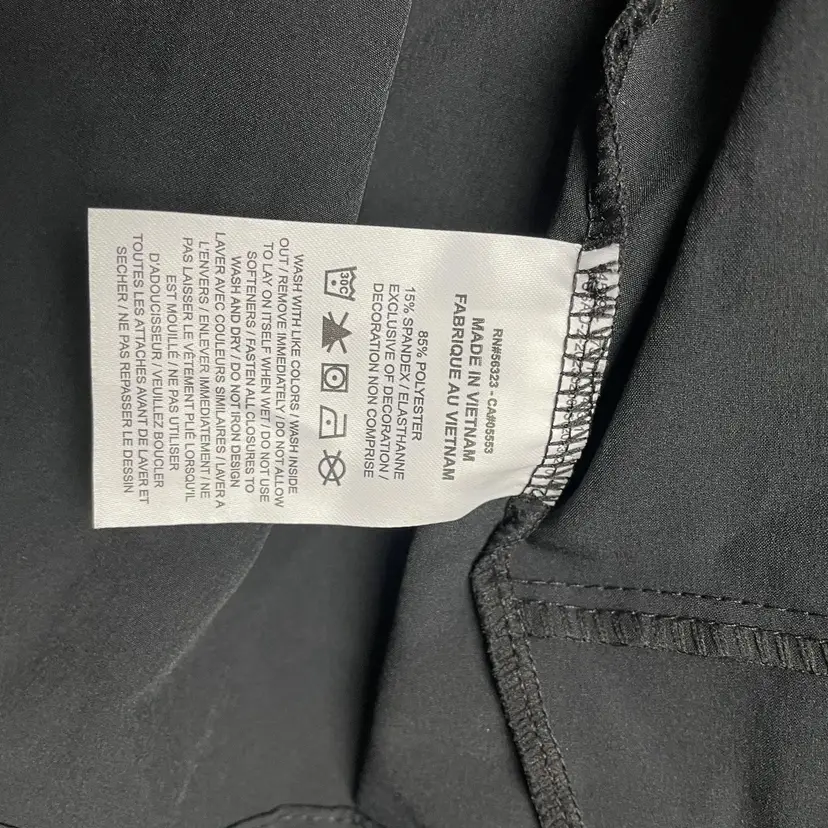 RN#56323 - CA#05553
MADE IN VIETNAM
FABRIQUE AU VIETNAM
85% POLYESTER
15% SPANDEX / ELASTHANNE
EXCLUSIVE OF DECORATION /
DECORATION NON COMPRISE
30C
WASH WITH LIKE COLORS / WASH INSIDE
OUT / REMOVE IMMEDIATELY / DO NOT ALLOW
TO LAY ON ITSELF WHEN WET / DO NOT USE
SOFTENERS / FASTEN ALL CLOSURES TO
WASH AND DRY / DO NOT IRON DESIGN
LAVER AVEC COULEURS SIMILAIRES / LAVER A
L'ENVERS / ENLEVER IMMEDIATEMENT / NE
PAS LAISSER LE VÊTEMENT PLIÉ LORSQU'IL
EST MOUILLÉ / NE PAS UTILISER
D'ADOUCISSEUR / VEUILLEZ BOUCLER
TOUTES LES ATTACHES AVANT DE LAVER ET
SECHER / NE PAS REPASSER LE DESSIN